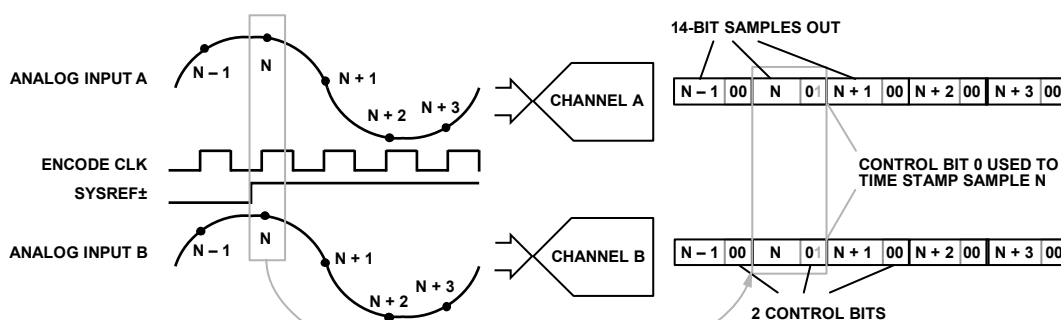 14-BIT SAMPLES OUT
ANALOG INPUT A
N – 1
N
N + 1
N + 2
N + 3
CHANNEL A
N – 1 00 N 01 N + 1 00 N + 2 00 N + 3 00
ENCODE CLK
SYSREF±
CONTROL BIT 0 USED TO
TIME STAMP SAMPLE N
ANALOG INPUT B
N – 1
N
N + 1
N + 2
N + 3
CHANNEL B
N – 1 00 N 01 N + 1 00 N + 2 00 N + 3 00
2 CONTROL BITS